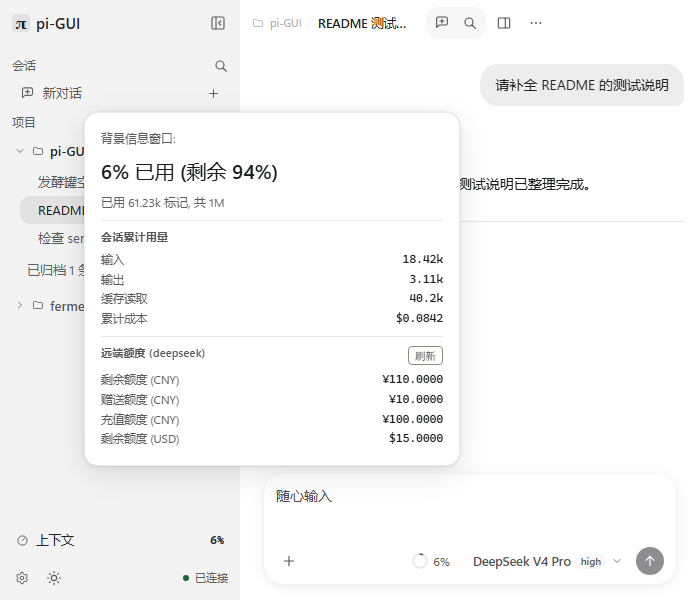 π pi-GUI
pi-GUI / README 测试...
会话
新对话
请补全 README 的测试说明
项目
pi-GU
发酵罐
README
检查 ser
已归档 1
ferme
测试说明已整理完成。
背景信息窗口:
6% 已用 (剩余 94%)
已用 61.23k 标记, 共 1M
会话累计用量
输入 18.42k
输出 3.11k
缓存读取 40.2k
累计成本 $0.0842
远端额度 (deepseek) 刷新
剩余额度 (CNY) ¥110.0000
赠送额度 (CNY) ¥10.0000
充值额度 (CNY) ¥100.0000
剩余额度 (USD) $15.0000
随心输入
上下文 6%
6% DeepSeek V4 Pro high
已连接